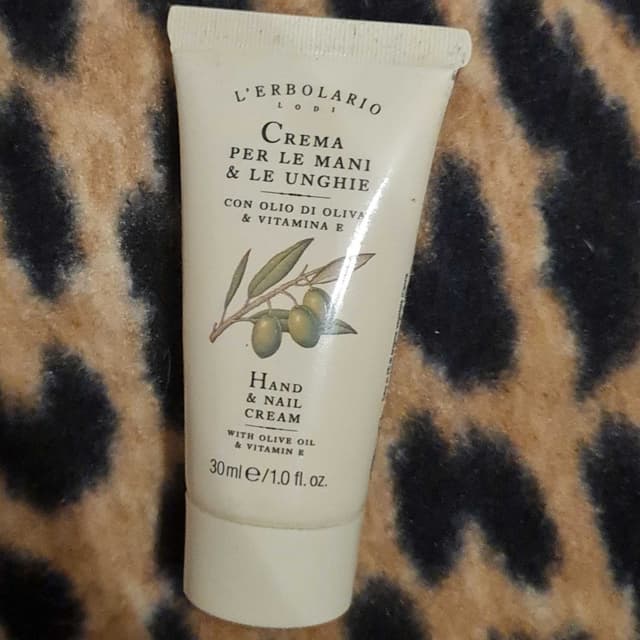 L'ERBOLARIO
LODI
CREMA
PER LE MANI
& LE UNGHIE
CON OLIO DI OLIVA
& VITAMINA E
HAND
& NAIL
CREAM
WITH OLIVE OIL
& VITAMIN E
30ml e/1.0 fl. oz.